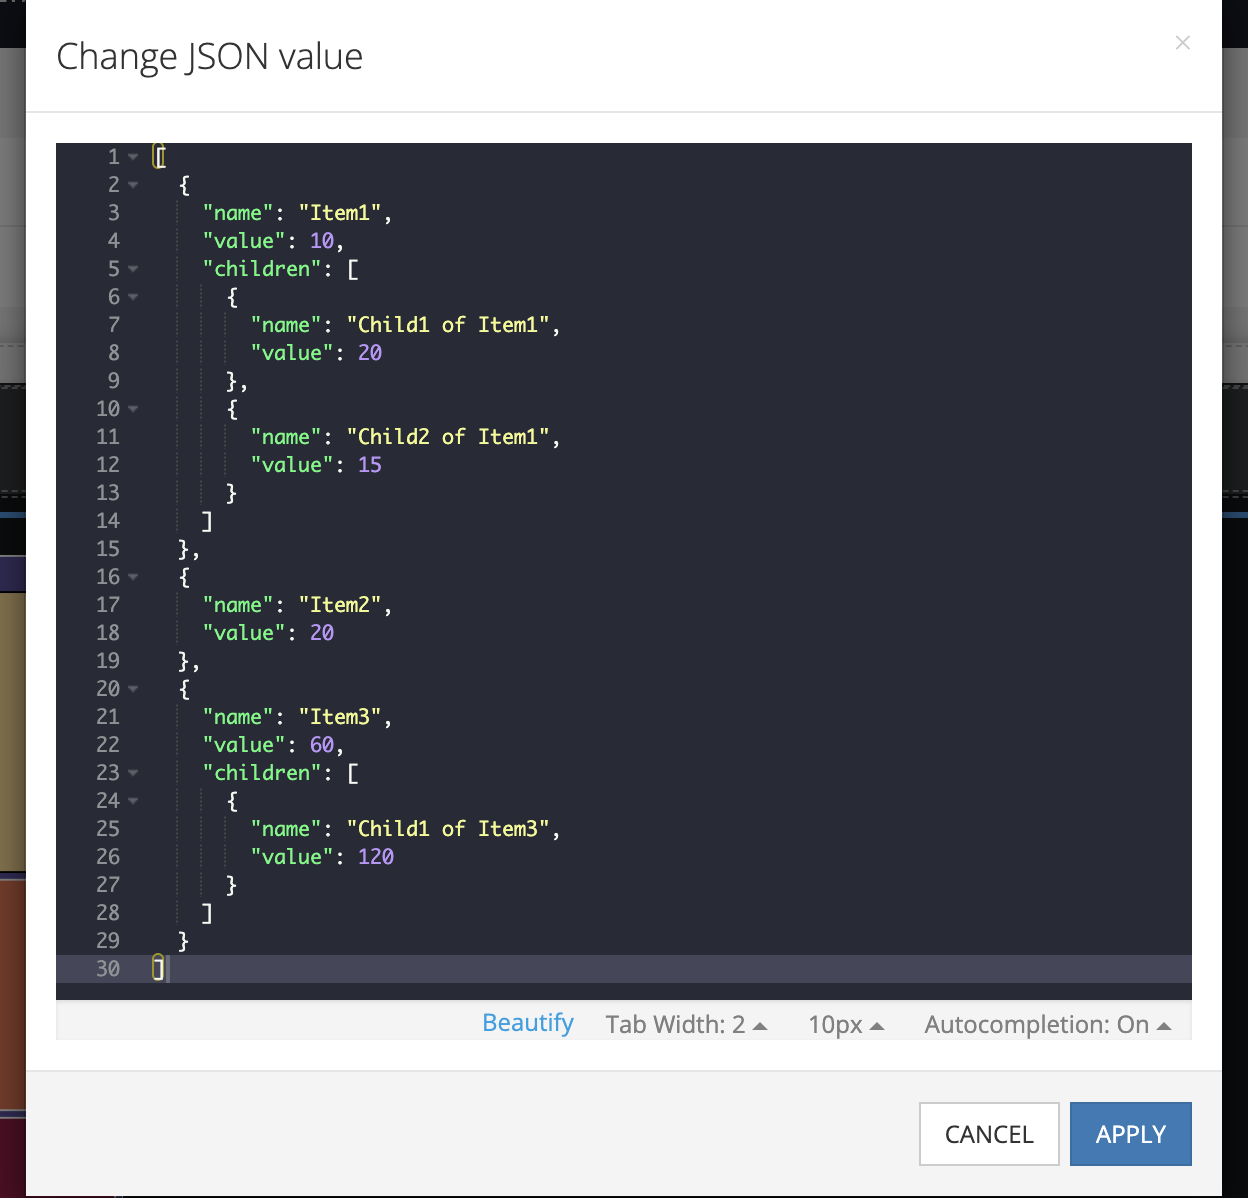 Change JSON value
×
1 [
2   {
3     "name": "Item1",
4     "value": 10,
5     "children": [
6       {
7         "name": "Child1 of Item1",
8         "value": 20
9       },
10       {
11         "name": "Child2 of Item1",
12         "value": 15
13       }
14     ]
15   },
16   {
17     "name": "Item2",
18     "value": 20
19   },
20   {
21     "name": "Item3",
22     "value": 60,
23     "children": [
24       {
25         "name": "Child1 of Item3",
26         "value": 120
27       }
28     ]
29   }
30 ]
Beautify Tab Width: 2 10px Autocompletion: On
CANCEL APPLY